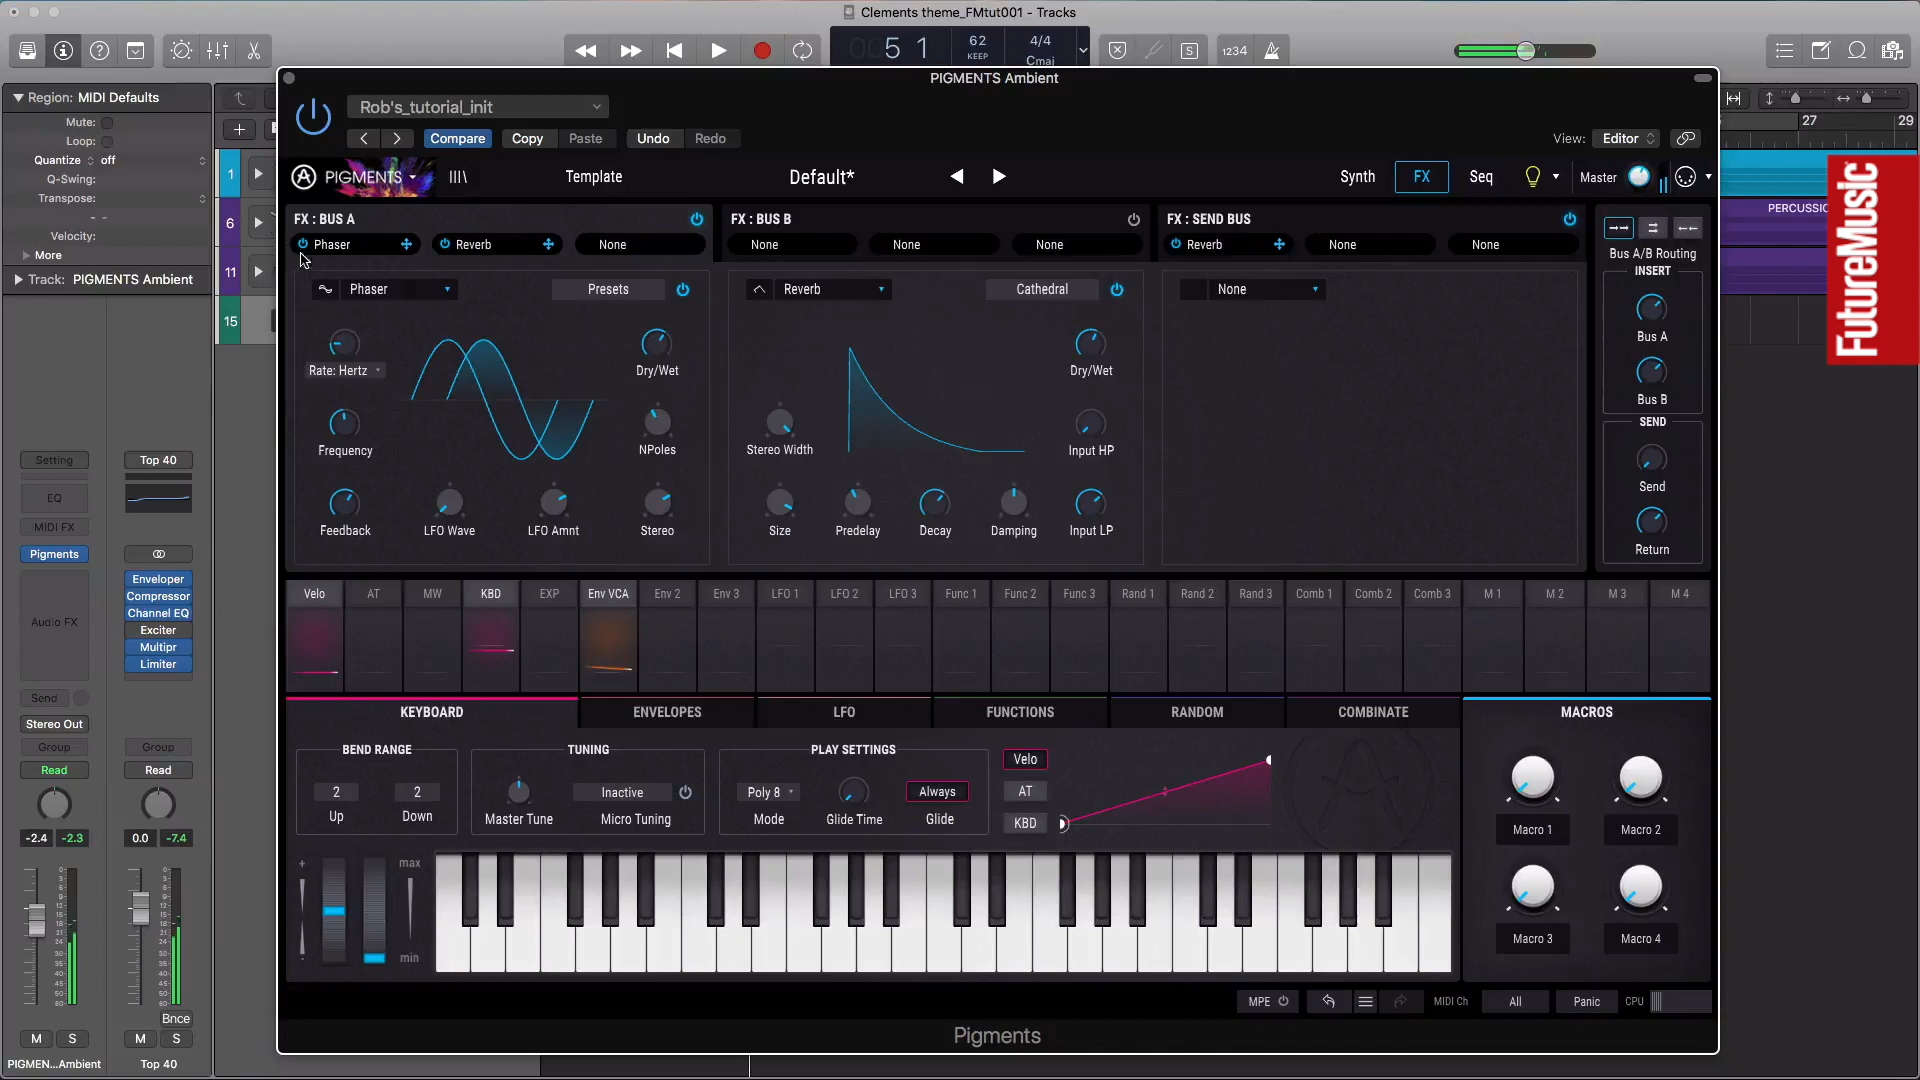 Clements theme_FMtut001 - Tracks
5 1
62
KEEP
4/4
Cmaj
1234
PIGMENTS Ambient
Region: MIDI Defaults
Mute:
Loop:
Quantize off
Q-Swing:
Transpose:
Velocity:
More
Track: PIGMENTS Ambient
1
6
11
15
27
29
PERCUSSIO
FutureMusic
Rob's_tutorial_init
Compare
Copy
Paste
Undo
Redo
View:
Editor
PIGMENTS
Template
Default*
Synth
FX
Seq
Master
FX : BUS A
FX : BUS B
FX : SEND BUS
Phaser
Reverb
None
None
None
None
Reverb
None
None
Bus A/B Routing
INSERT
Bus A
Bus B
SEND
Send
Return
Phaser
Presets
Rate: Hertz
Dry/Wet
Frequency
NPoles
Feedback
LFO Wave
LFO Amnt
Stereo
Reverb
Cathedral
Dry/Wet
Stereo Width
Input HP
Size
Predelay
Decay
Damping
Input LP
None
Velo
AT
MW
KBD
EXP
Env VCA
Env 2
Env 3
LFO 1
LFO 2
LFO 3
Func 1
Func 2
Func 3
Rand 1
Rand 2
Rand 3
Comb 1
Comb 2
Comb 3
M 1
M 2
M 3
M 4
KEYBOARD
ENVELOPES
LFO
FUNCTIONS
RANDOM
COMBINATE
MACROS
BEND RANGE
2
2
Up
Down
TUNING
Inactive
Master Tune
Micro Tuning
PLAY SETTINGS
Poly 8
Always
Mode
Glide Time
Glide
Velo
AT
KBD
Macro 1
Macro 2
Macro 3
Macro 4
max
min
MPE
MIDI Ch
All
Panic
CPU
Pigments
Setting
Top 40
EQ
MIDI FX
Pigments
Enveloper
Compressor
Channel EQ
Exciter
Multipr
Limiter
Audio FX
Send
Stereo Out
Group
Group
Read
Read
-2.4
-2.3
0.0
-7.4
Bnce
M
S
M
S
PIGMEN...Ambient
Top 40